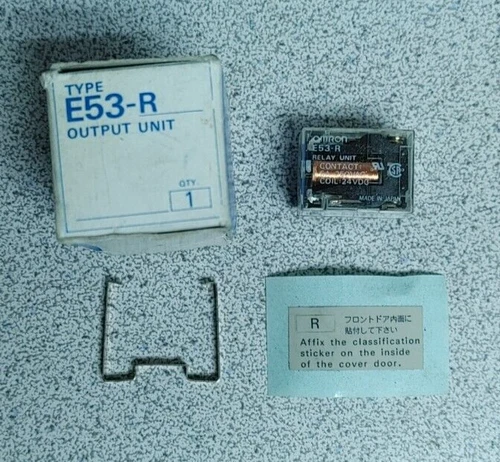 TYPE
E53-R
OUTPUT UNIT
QTY.
1
omron
E53-R
RELAY UNIT
CONTACT:
5A 250VAC
COIL 24VDC
MADE IN JAPAN
R
フロントドア内面に
貼付して下さい
Affix the classification
sticker on the inside
of the cover door.